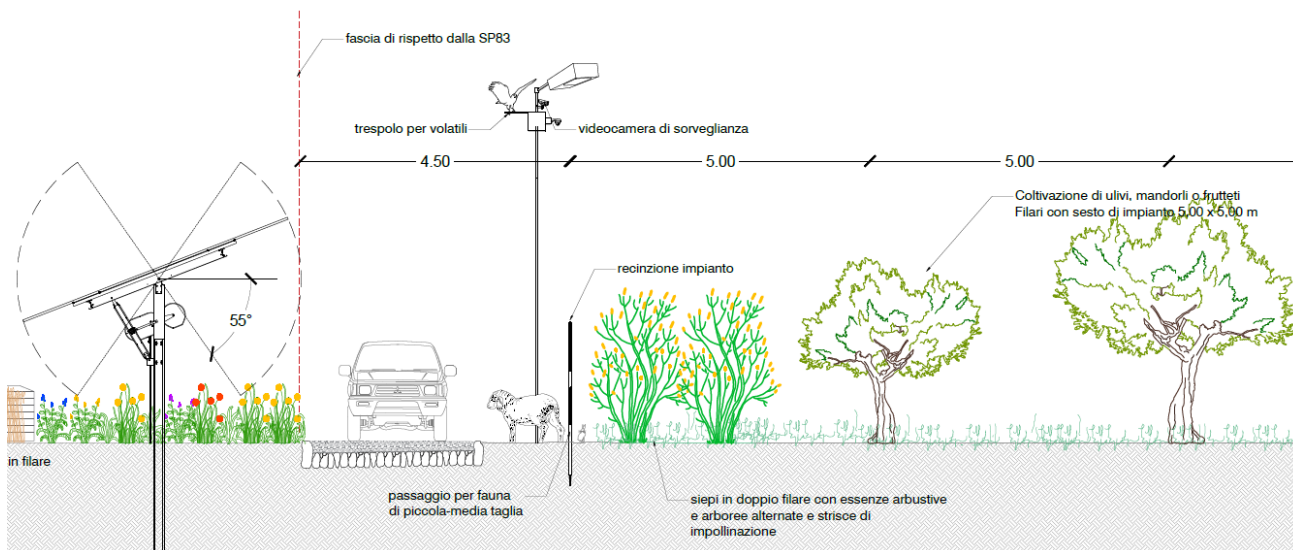 fascia di rispetto dalla SP83
trespolo per volatili
videocamera di sorveglianza
4.50
5.00
5.00
Coltivazione di ulivi, mandorli o frutteti
Filari con sesto di impianto 5,00 x 5,00 m
recinzione impianto
55°
in filare
passaggio per fauna
di piccola-media taglia
siepi in doppio filare con essenze arbustive
e arboree alternate e strisce di
impollinazione